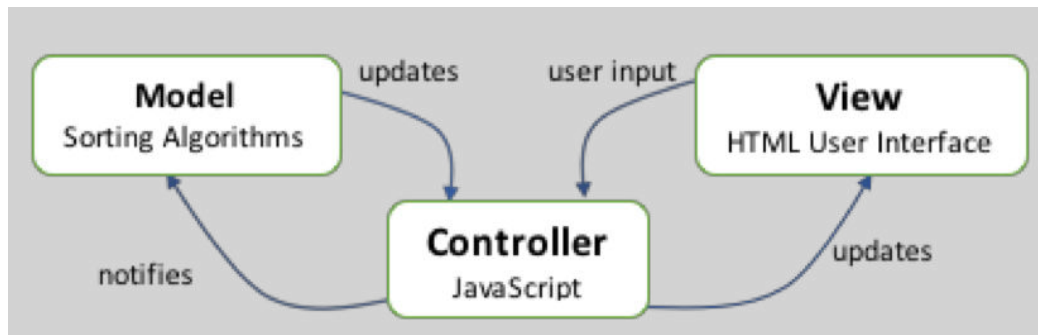 updates
user input
Model
Sorting Algorithms
View
HTML User Interface
Controller
JavaScript
notifies
updates